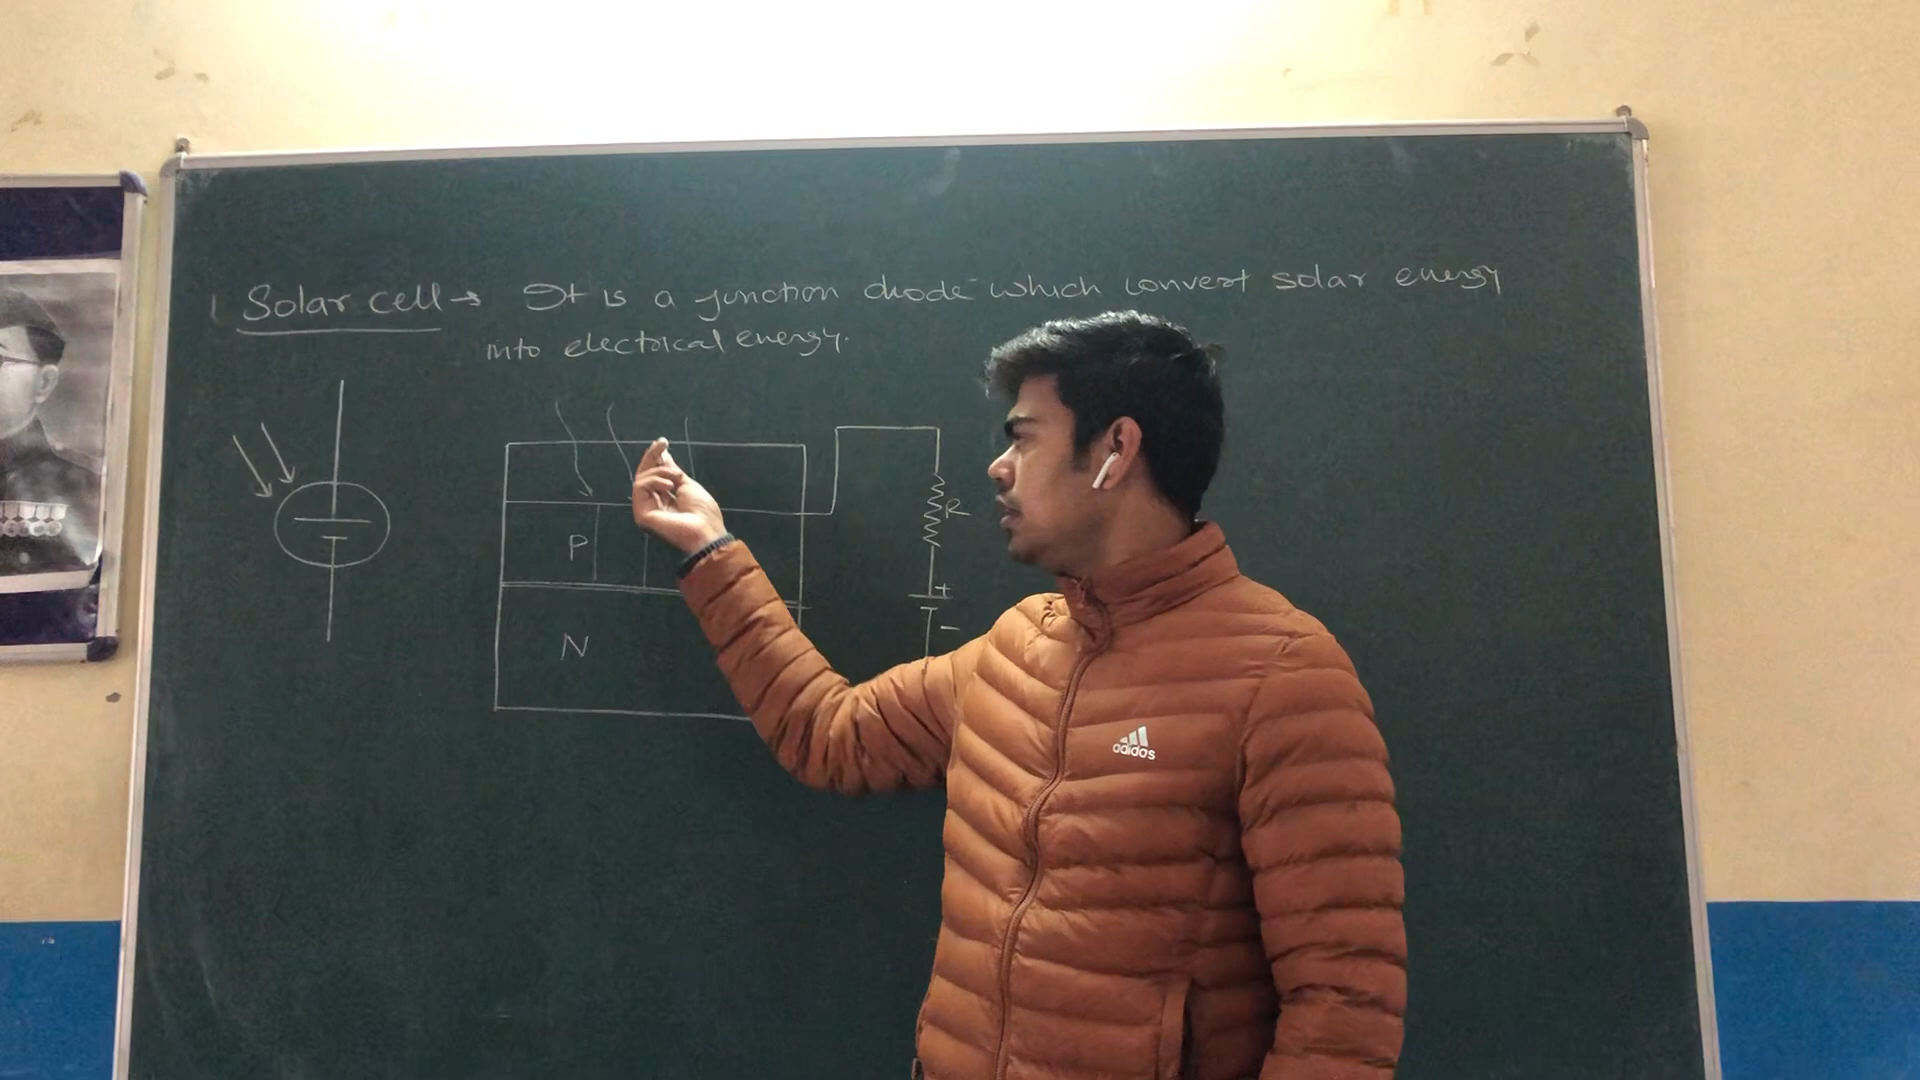 Solar cell → It is a junction diode which convert solar energy
into electrical energy.
R
P
+
-
N
adidas